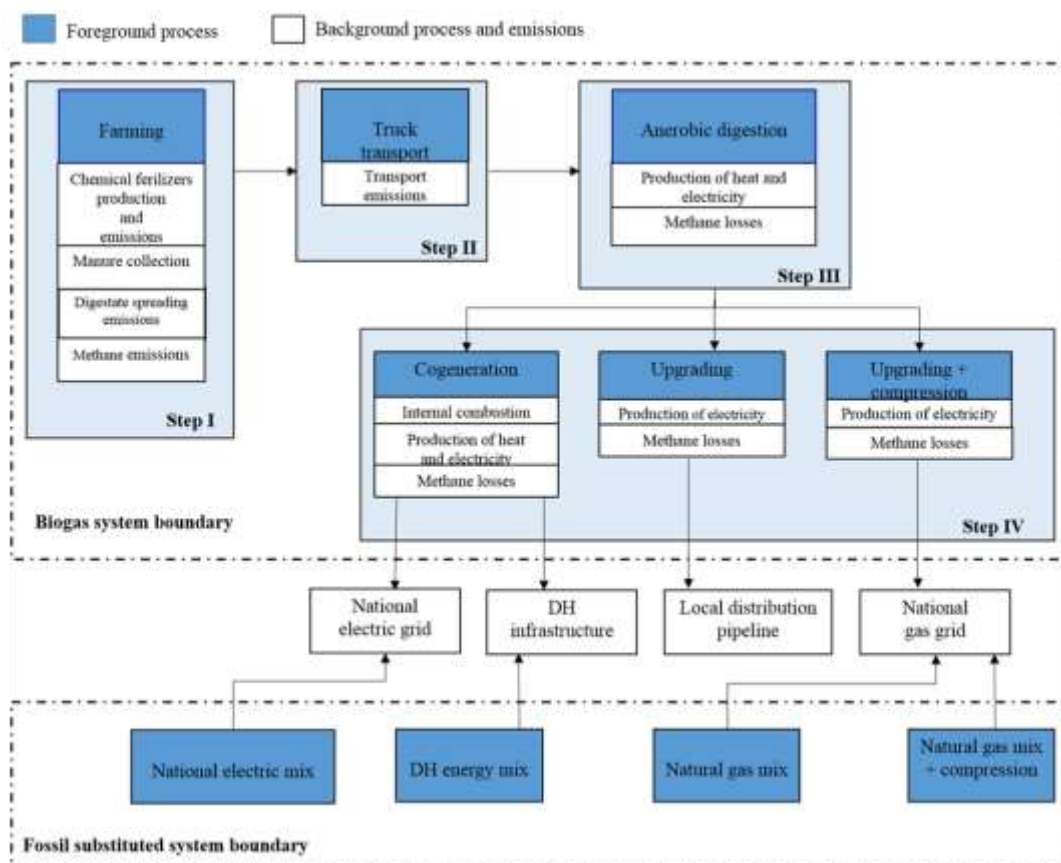 Foreground process
Background process and emissions
Farming
Chemical ferilizers
production
and
emissions
Manure collection
Digestate spreading
emissions
Methane emissions
Step I
Truck
transport
Transport
emissions
Step II
Anerobic digestion
Production of heat and
electricity
Methane losses
Step III
Cogeneration
Internal combustion
Production of heat
and electricity
Methane losses
Upgrading
Production of electricity
Methane losses
Upgrading +
compression
Production of electricity
Methane losses
Step IV
Biogas system boundary
National
electric grid
DH
infrastructure
Local distribution
pipeline
National
gas grid
National electric mix
DH energy mix
Natural gas mix
Natural gas mix
+ compression
Fossil substituted system boundary